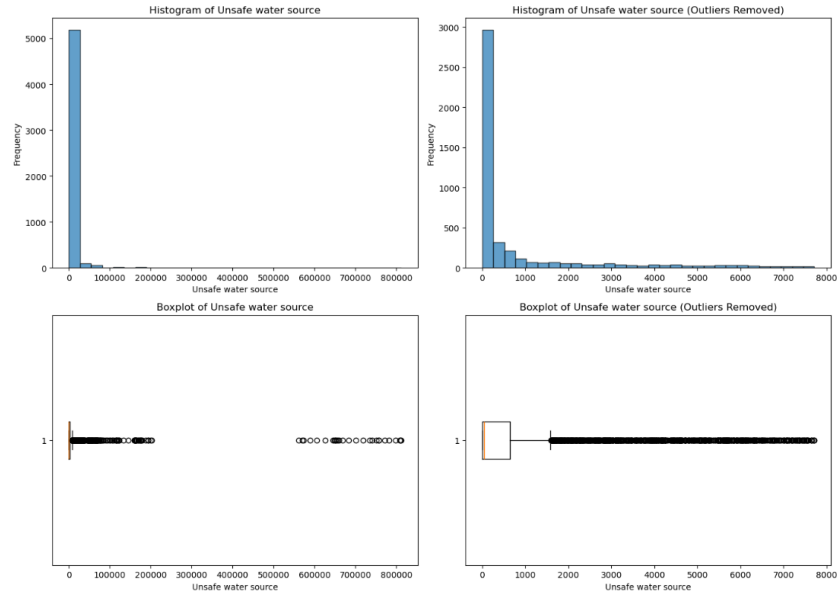 Histogram of Unsafe water source
5000
4000
3000
2000
1000
0
Frequency
0 100000 200000 300000 400000 500000 600000 700000 800000
Unsafe water source
Histogram of Unsafe water source (Outliers Removed)
3000
2500
2000
1500
1000
500
0
Frequency
0 1000 2000 3000 4000 5000 6000 7000 8000
Unsafe water source
Boxplot of Unsafe water source
1
0 100000 200000 300000 400000 500000 600000 700000 800000
Unsafe water source
Boxplot of Unsafe water source (Outliers Removed)
1
0 1000 2000 3000 4000 5000 6000 7000 8000
Unsafe water source